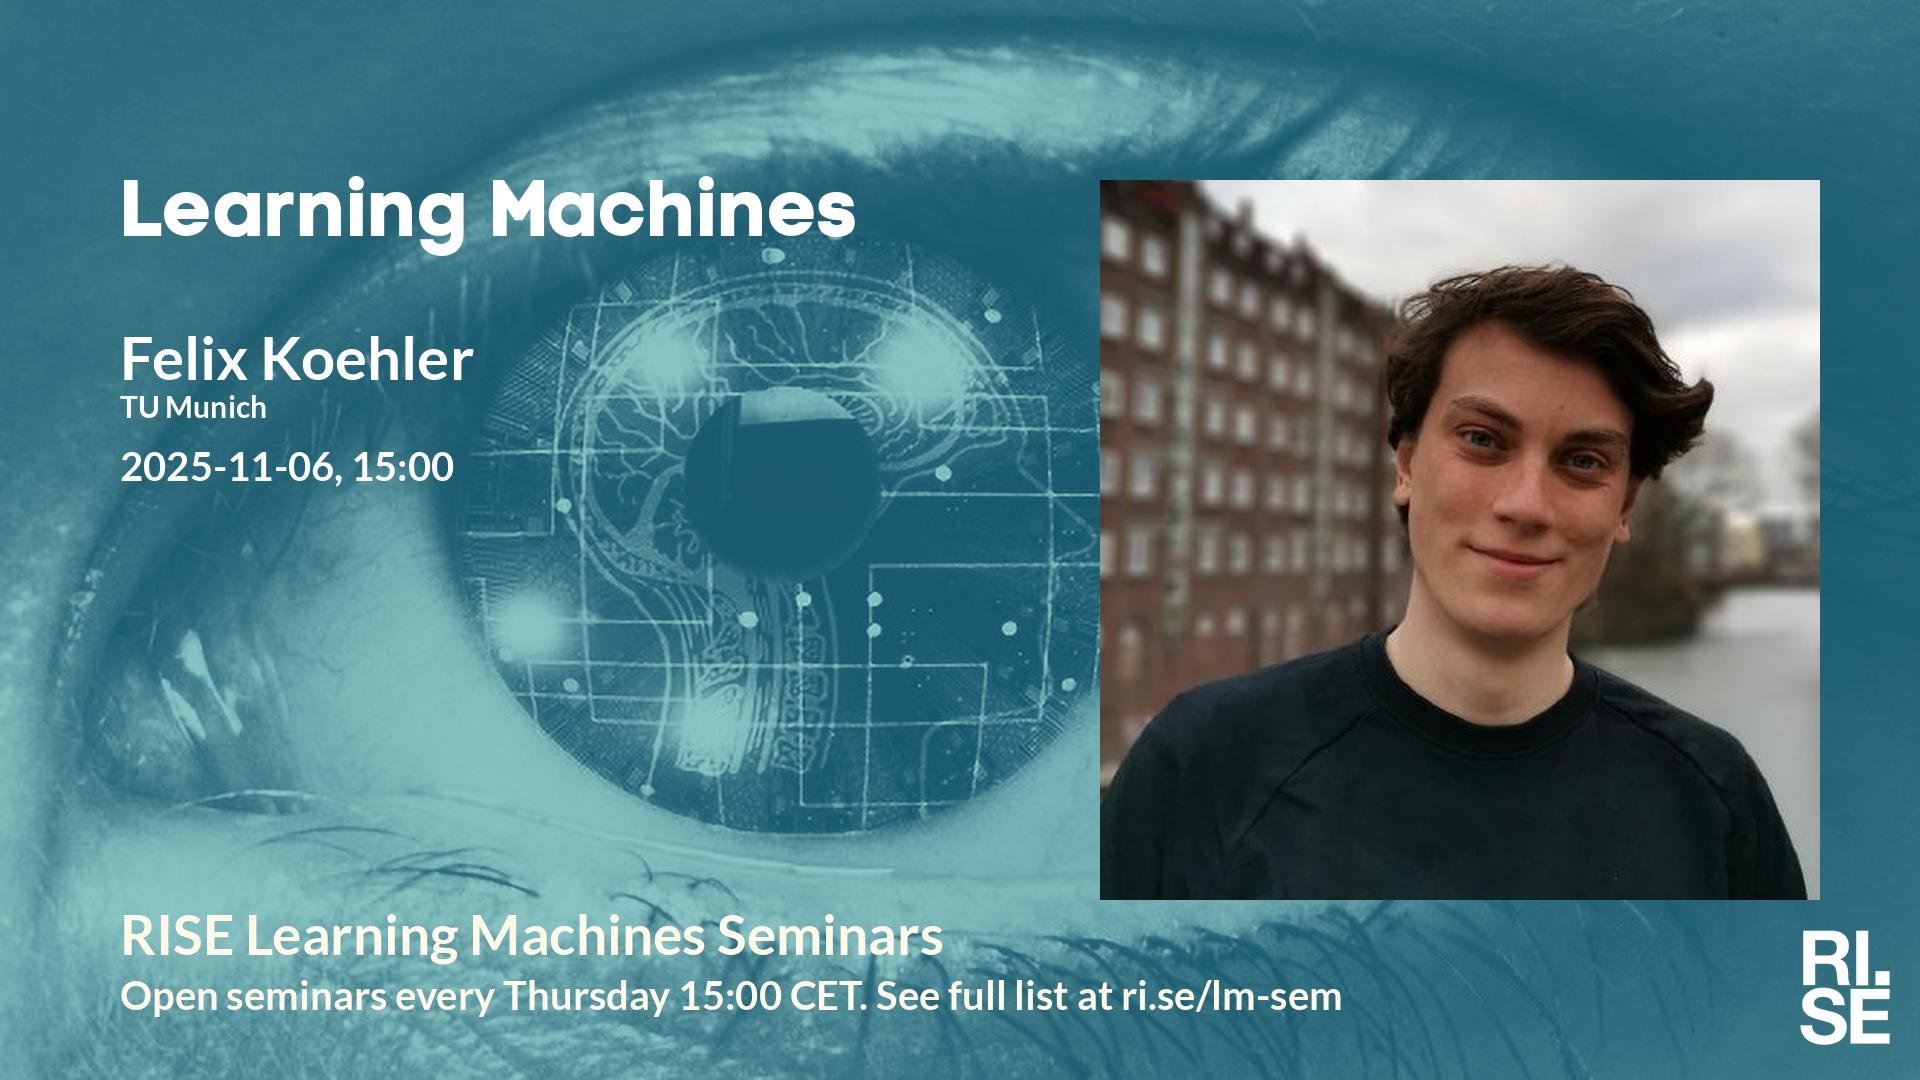 Learning Machines
Felix Koehler
TU Munich
2025-11-06, 15:00
RISE Learning Machines Seminars
Open seminars every Thursday 15:00 CET. See full list at ri.se/lm-sem
RI.
SE